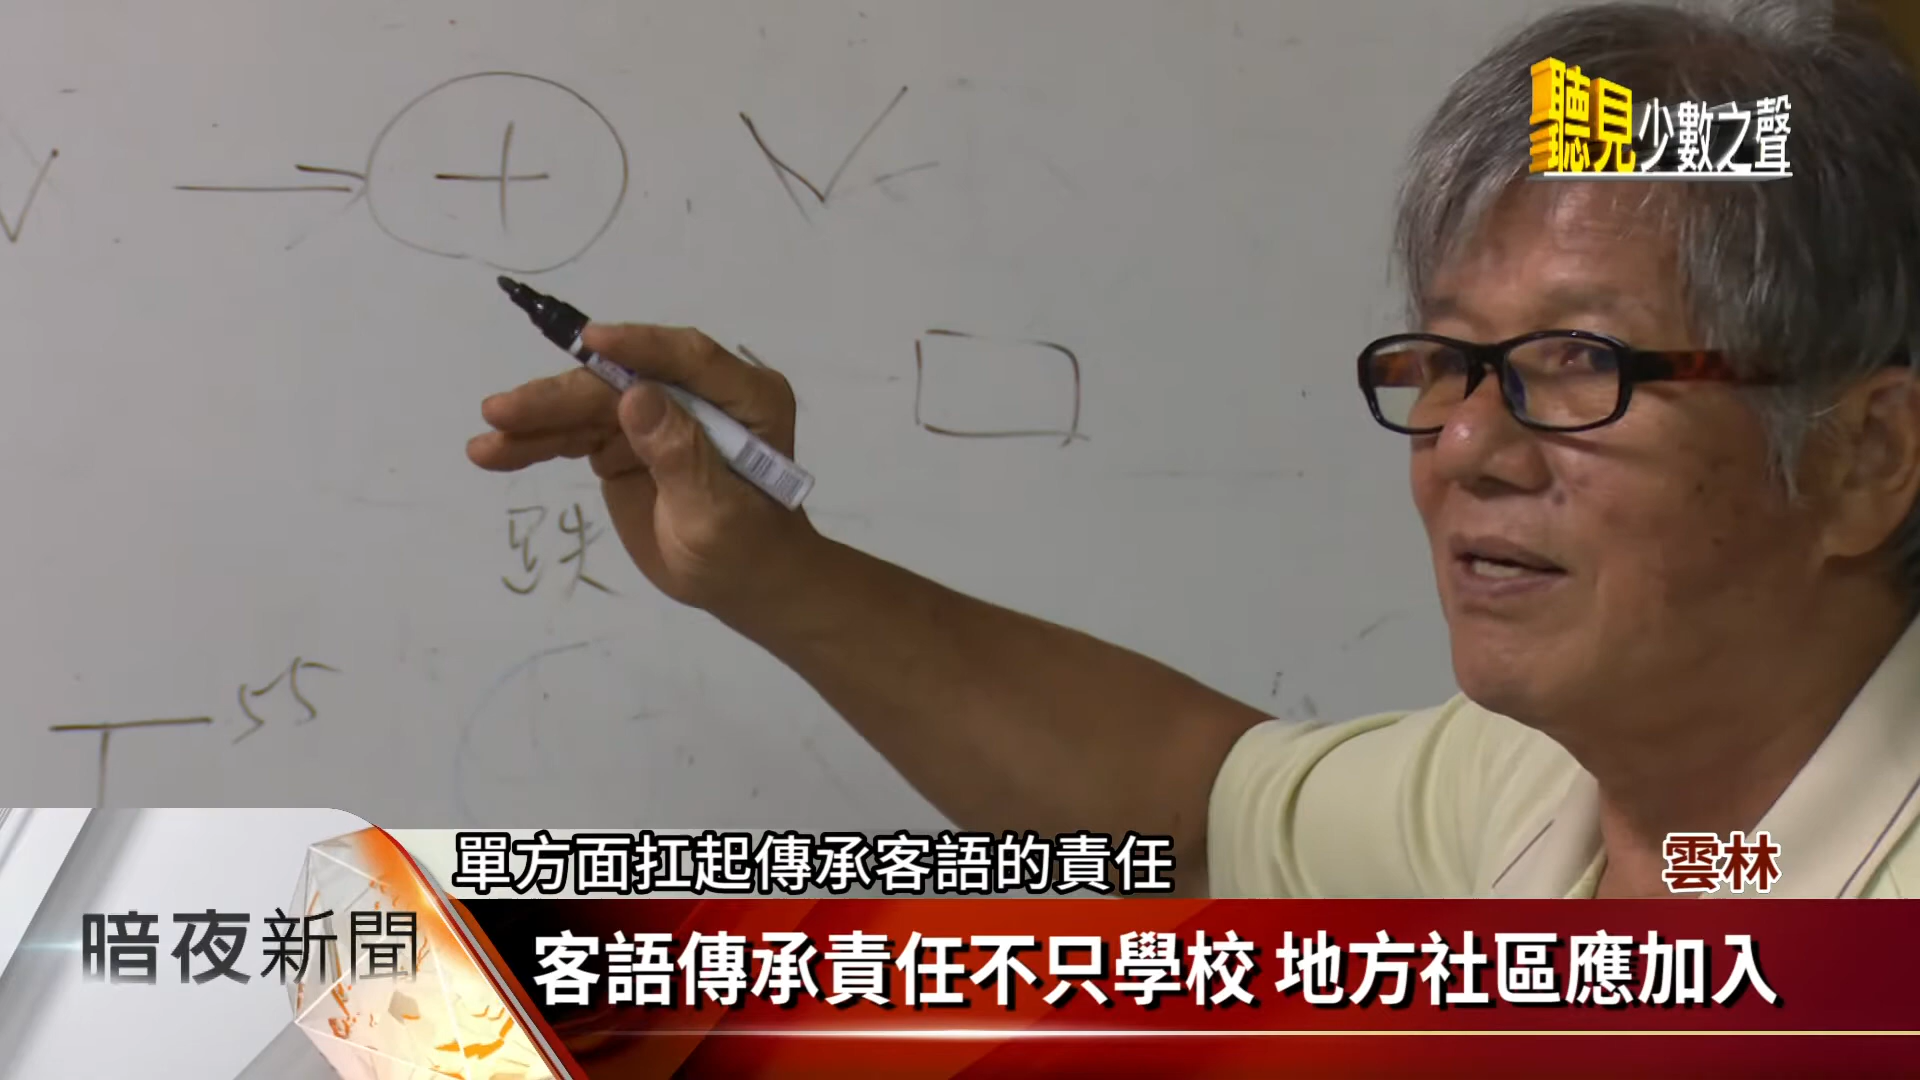 聽見少數之聲
跌
55
單方面扛起傳承客語的責任
雲林
暗夜新聞
客語傳承責任不只學校 地方社區應加入